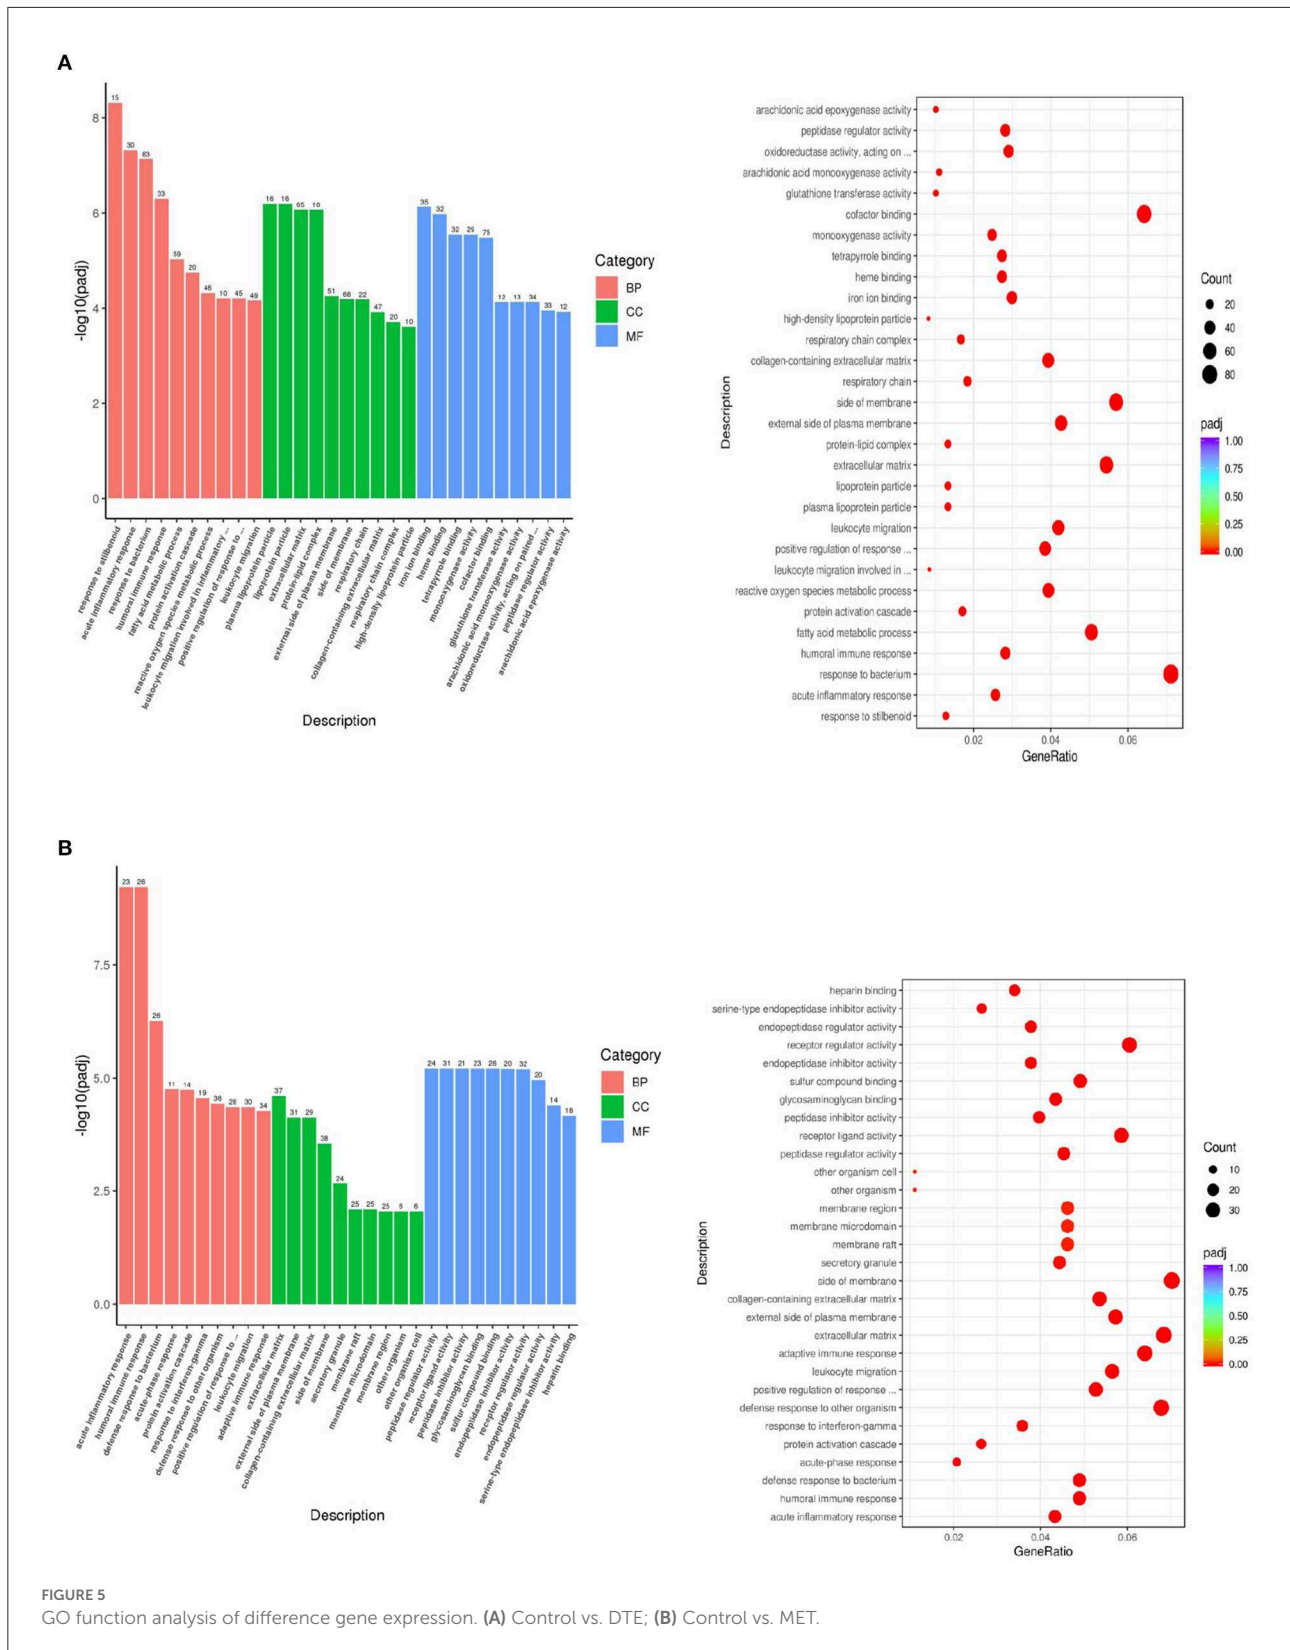 A
15
30
83
33
59
20
46
10
45
49
16
16
65
16
51
68
22
47
20
10
35
32
32
29
75
12
13
34
33
12
8
6
4
2
0
-log10(padj)
response to stilbenoid
acute inflammatory response
response to bacterium
humoral immune response
fatty acid metabolic process
protein activation cascade
reactive oxygen species metabolic process
leukocyte migration involved in inflammatory ...
positive regulation of response to ...
leukocyte migration
plasma lipoprotein particle
lipoprotein particle
extracellular matrix
protein-lipid complex
external side of plasma membrane
side of membrane
respiratory chain
collagen-containing extracellular matrix
respiratory chain complex
high-density lipoprotein particle
iron ion binding
heme binding
tetrapyrrole binding
monooxygenase activity
cofactor binding
glutathione transferase activity
arachidonic acid monooxygenase activity
oxidoreductase activity, acting on paired ...
peptidase regulator activity
arachidonic acid epoxygenase activity
Description
Category
BP
CC
MF
arachidonic acid epoxygenase activity
peptidase regulator activity
oxidoreductase activity, acting on ...
arachidonic acid monooxygenase activity
glutathione transferase activity
cofactor binding
monooxygenase activity
tetrapyrrole binding
heme binding
iron ion binding
high-density lipoprotein particle
respiratory chain complex
collagen-containing extracellular matrix
respiratory chain
side of membrane
external side of plasma membrane
protein-lipid complex
extracellular matrix
lipoprotein particle
plasma lipoprotein particle
leukocyte migration
positive regulation of response ...
leukocyte migration involved in ...
reactive oxygen species metabolic process
protein activation cascade
fatty acid metabolic process
humoral immune response
response to bacterium
acute inflammatory response
response to stilbenoid
Description
0.02
0.04
0.06
GeneRatio
Count
20
40
60
80
padj
1.00
0.75
0.50
0.25
0.00
B
23
26
26
11
14
19
36
28
30
34
37
31
29
38
24
25
25
25
6
6
24
31
21
23
26
20
32
20
14
18
7.5
5.0
2.5
0.0
-log10(padj)
acute inflammatory response
humoral immune response
defense response to bacterium
acute-phase response
protein activation cascade
response to interferon-gamma
defense response to other organism
positive regulation of response to ...
leukocyte migration
adaptive immune response
extracellular matrix
external side of plasma membrane
collagen-containing extracellular matrix
side of membrane
secretory granule
membrane raft
membrane microdomain
membrane region
other organism
other organism cell
peptidase regulator activity
receptor ligand activity
peptidase inhibitor activity
glycosaminoglycan binding
sulfur compound binding
endopeptidase inhibitor activity
receptor regulator activity
endopeptidase regulator activity
serine-type endopeptidase inhibitor activity
heparin binding
Description
Category
BP
CC
MF
heparin binding
serine-type endopeptidase inhibitor activity
endopeptidase regulator activity
receptor regulator activity
endopeptidase inhibitor activity
sulfur compound binding
glycosaminoglycan binding
peptidase inhibitor activity
receptor ligand activity
peptidase regulator activity
other organism cell
other organism
membrane region
membrane microdomain
membrane raft
secretory granule
side of membrane
collagen-containing extracellular matrix
external side of plasma membrane
extracellular matrix
adaptive immune response
leukocyte migration
positive regulation of response ...
defense response to other organism
response to interferon-gamma
protein activation cascade
acute-phase response
defense response to bacterium
humoral immune response
acute inflammatory response
Description
0.02
0.04
0.06
GeneRatio
Count
10
20
30
padj
1.00
0.75
0.50
0.25
0.00
FIGURE 5
GO function analysis of difference gene expression. (A) Control vs. DTE; (B) Control vs. MET.